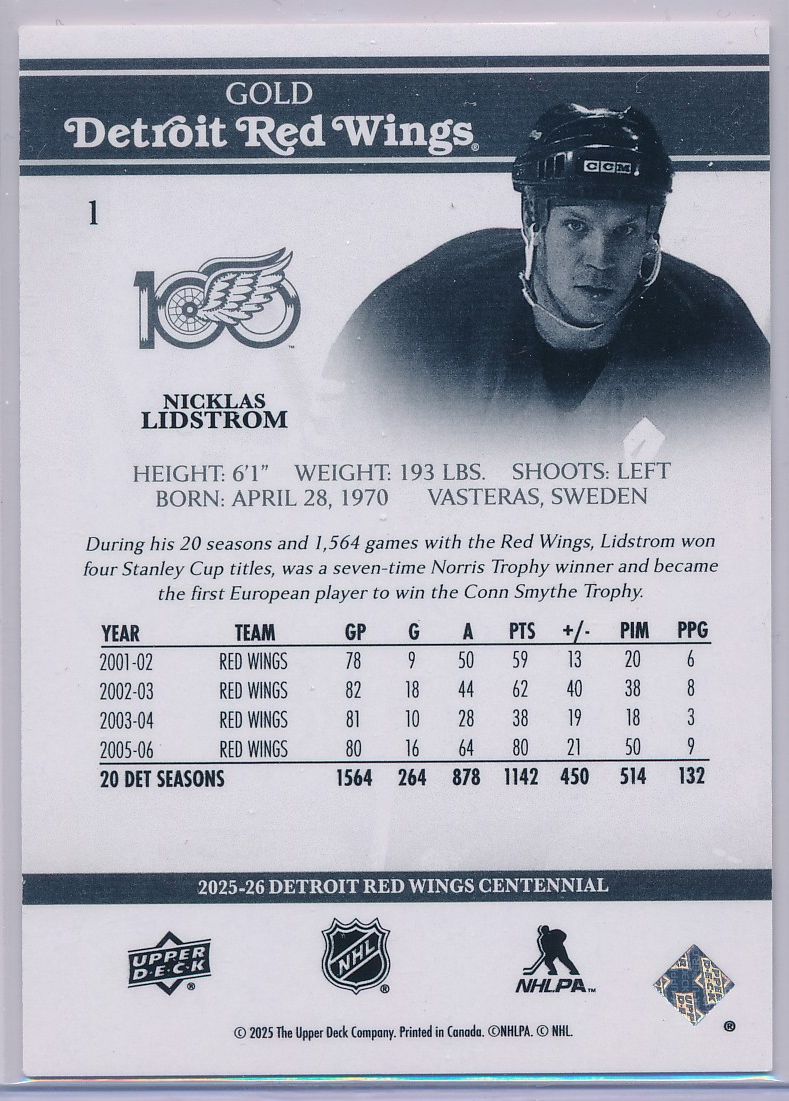 GOLD
Detroit Red Wings®
CCM
1
100™
NICKLAS
LIDSTROM
HEIGHT: 6'1" WEIGHT: 193 LBS. SHOOTS: LEFT
BORN: APRIL 28, 1970 VASTERAS, SWEDEN
During his 20 seasons and 1,564 games with the Red Wings, Lidstrom won
four Stanley Cup titles, was a seven-time Norris Trophy winner and became
the first European player to win the Conn Smythe Trophy.
YEAR TEAM GP G A PTS +/- PIM PPG
2001-02 RED WINGS 78 9 50 59 13 20 6
2002-03 RED WINGS 82 18 44 62 40 38 8
2003-04 RED WINGS 81 10 28 38 19 18 3
2005-06 RED WINGS 80 16 64 80 21 50 9
20 DET SEASONS 1564 264 878 1142 450 514 132
2025-26 DETROIT RED WINGS CENTENNIAL
UPPER
D·E·C·K®
NHL®
NHLPA™
®
© 2025 The Upper Deck Company. Printed in Canada. ©NHLPA. © NHL.